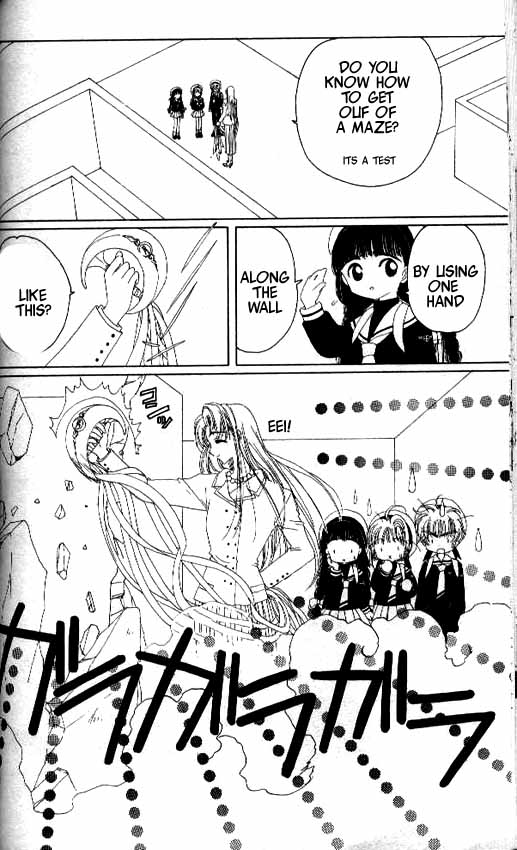 DO YOU
KNOW HOW
TO GET
OUF OF
A MAZE?
ITS A TEST
BY USING
ONE
HAND
ALONG
THE
WALL
LIKE
THIS?
EEI!
ガラガラガラ